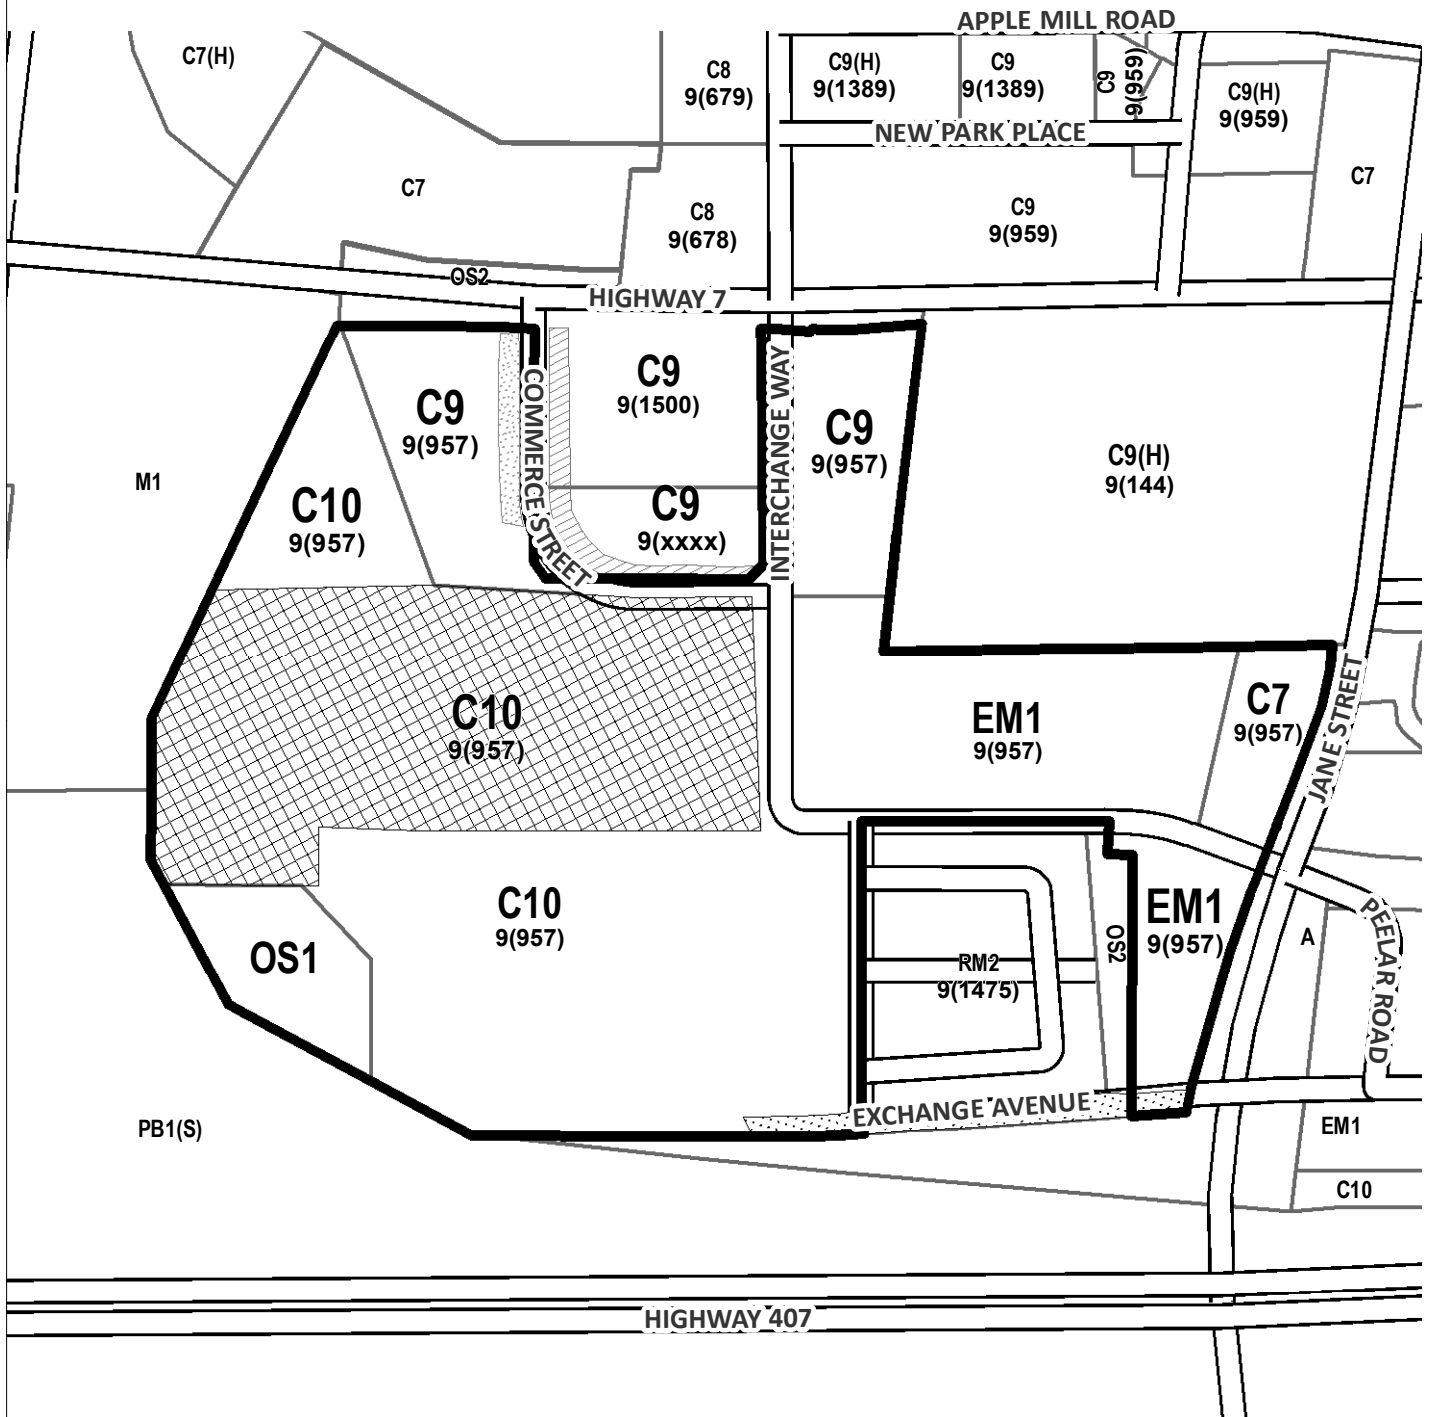 APPLE MILL ROAD
C7(H)
C8
9(679)
C9(H)
9(1389)
C9
9(1389)
C9
9(959)
C9(H)
9(959)
NEW PARK PLACE
C7
C7
C8
9(678)
C9
9(959)
OS2
HIGHWAY 7
C9
9(957)
COMMERCE STREET
C9
9(1500)
INTERCHANGE WAY
C9
9(957)
C9(H)
9(144)
M1
C10
9(957)
C9
9(xxxx)
C10
9(957)
EM1
9(957)
C7
9(957)
JANE STREET
C10
9(957)
OS1
EM1
9(957)
OS2
RM2
9(1475)
A
PEELAR ROAD
EXCHANGE AVENUE
PB1(S)
EM1
C10
HIGHWAY 407